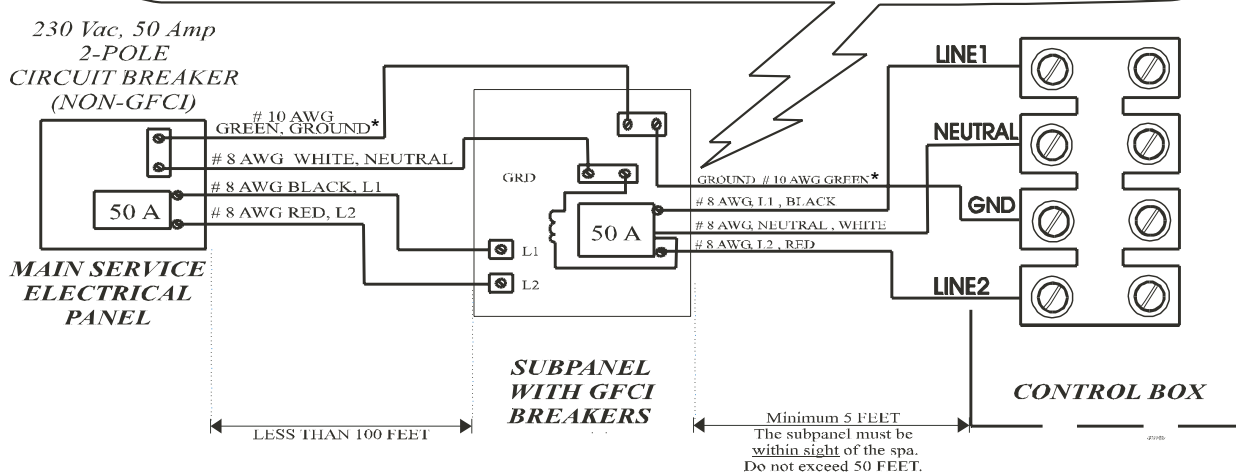 230 Vac, 50 Amp
2-POLE
CIRCUIT BREAKER
(NON-GFCI)
# 10 AWG
GREEN, GROUND*
# 8 AWG WHITE, NEUTRAL
# 8 AWG BLACK, L1
# 8 AWG RED, L2
50 A
MAIN SERVICE
ELECTRICAL
PANEL
GRD
L1
L2
50 A
SUBPANEL
WITH GFCI
BREAKERS
GROUND # 10 AWG GREEN*
# 8 AWG, L1 , BLACK
# 8 AWG, NEUTRAL , WHITE
# 8 AWG, L2 , RED
LINE1
NEUTRAL
GND
LINE2
CONTROL BOX
LESS THAN 100 FEET
Minimum 5 FEET
The subpanel must be
within sight of the spa.
Do not exceed 50 FEET.